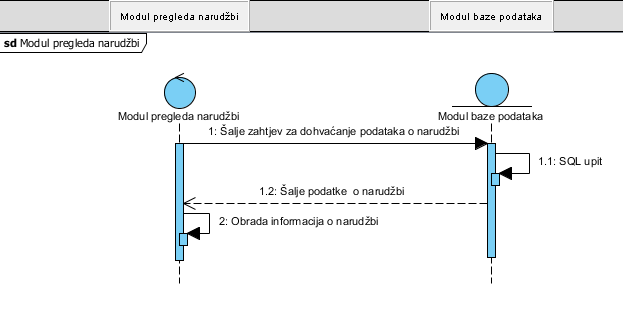 Modul pregleda narudžbi
Modul baze podataka
sd Modul pregleda narudžbi
Modul pregleda narudžbi
Modul baze podataka
1: Šalje zahtjev za dohvaćanje podataka o narudžbi
1.1: SQL upit
1.2: Šalje podatke o narudžbi
2: Obrada informacija o narudžbi